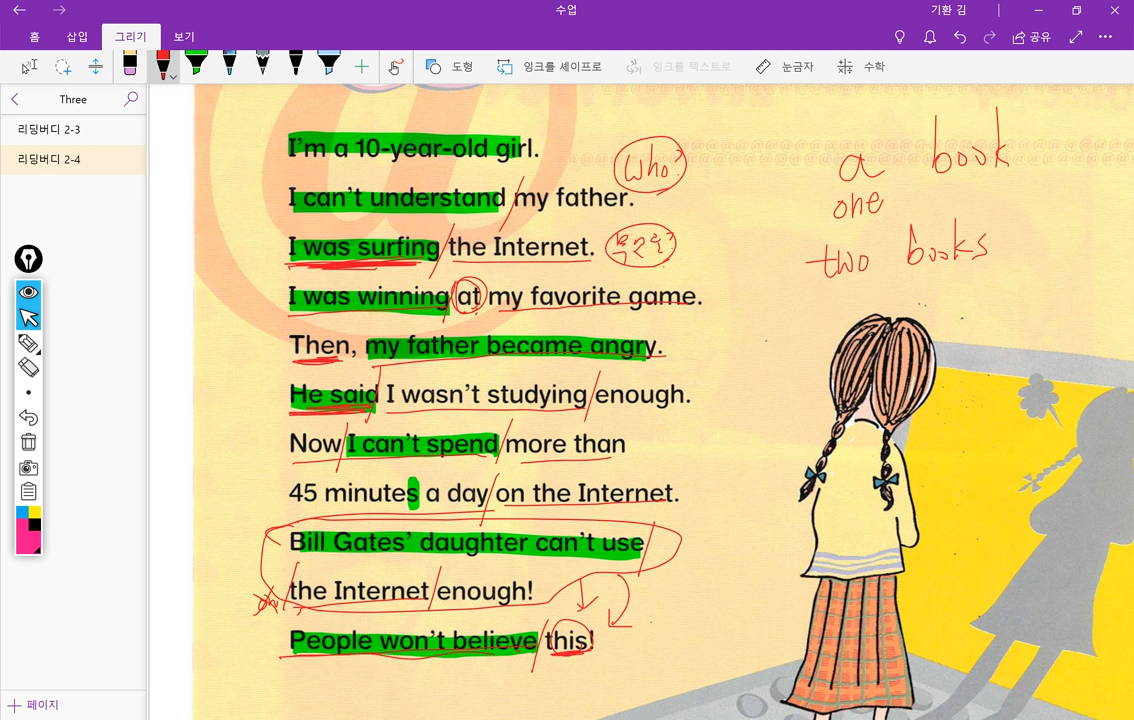 수업
기환 김
홈 삽입 그리기 보기
공유
도형 잉크를 셰이프로 잉크를 텍스트로 눈금자 수학
Three
리딩버디 2-3
리딩버디 2-4
I'm a 10-year-old girl.
who?
a book
I can't understand my father.
one
I was surfing the Internet.
two books
I was winning at my favorite game.
Then, my father became angry.
He said I wasn't studying enough.
Now I can't spend more than
45 minutes a day on the Internet.
Bill Gates' daughter can't use
the Internet enough!
People won't believe this!
페이지